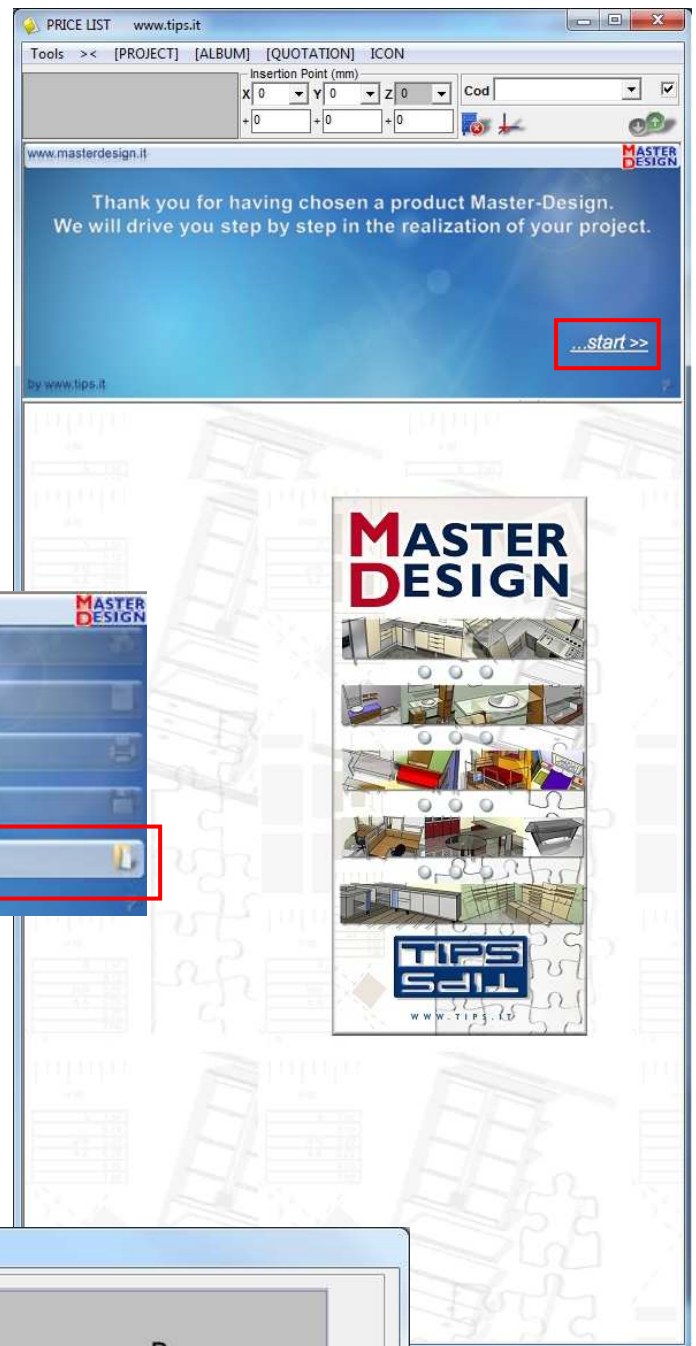 PRICE LIST www.tips.it
Tools >< [PROJECT] [ALBUM] [QUOTATION] ICON
Insertion Point (mm)
X 0 Y 0 Z 0 Cod
+ 0 + 0 + 0
www.masterdesign.it MASTER DESIGN
Thank you for having chosen a product Master-Design.
We will drive you step by step in the realization of your project.
...start >>
by www.tips.it ?
MASTER
DESIGN
MASTER
DESIGN
TIPS
TIPS
WWW.TIPS.IT